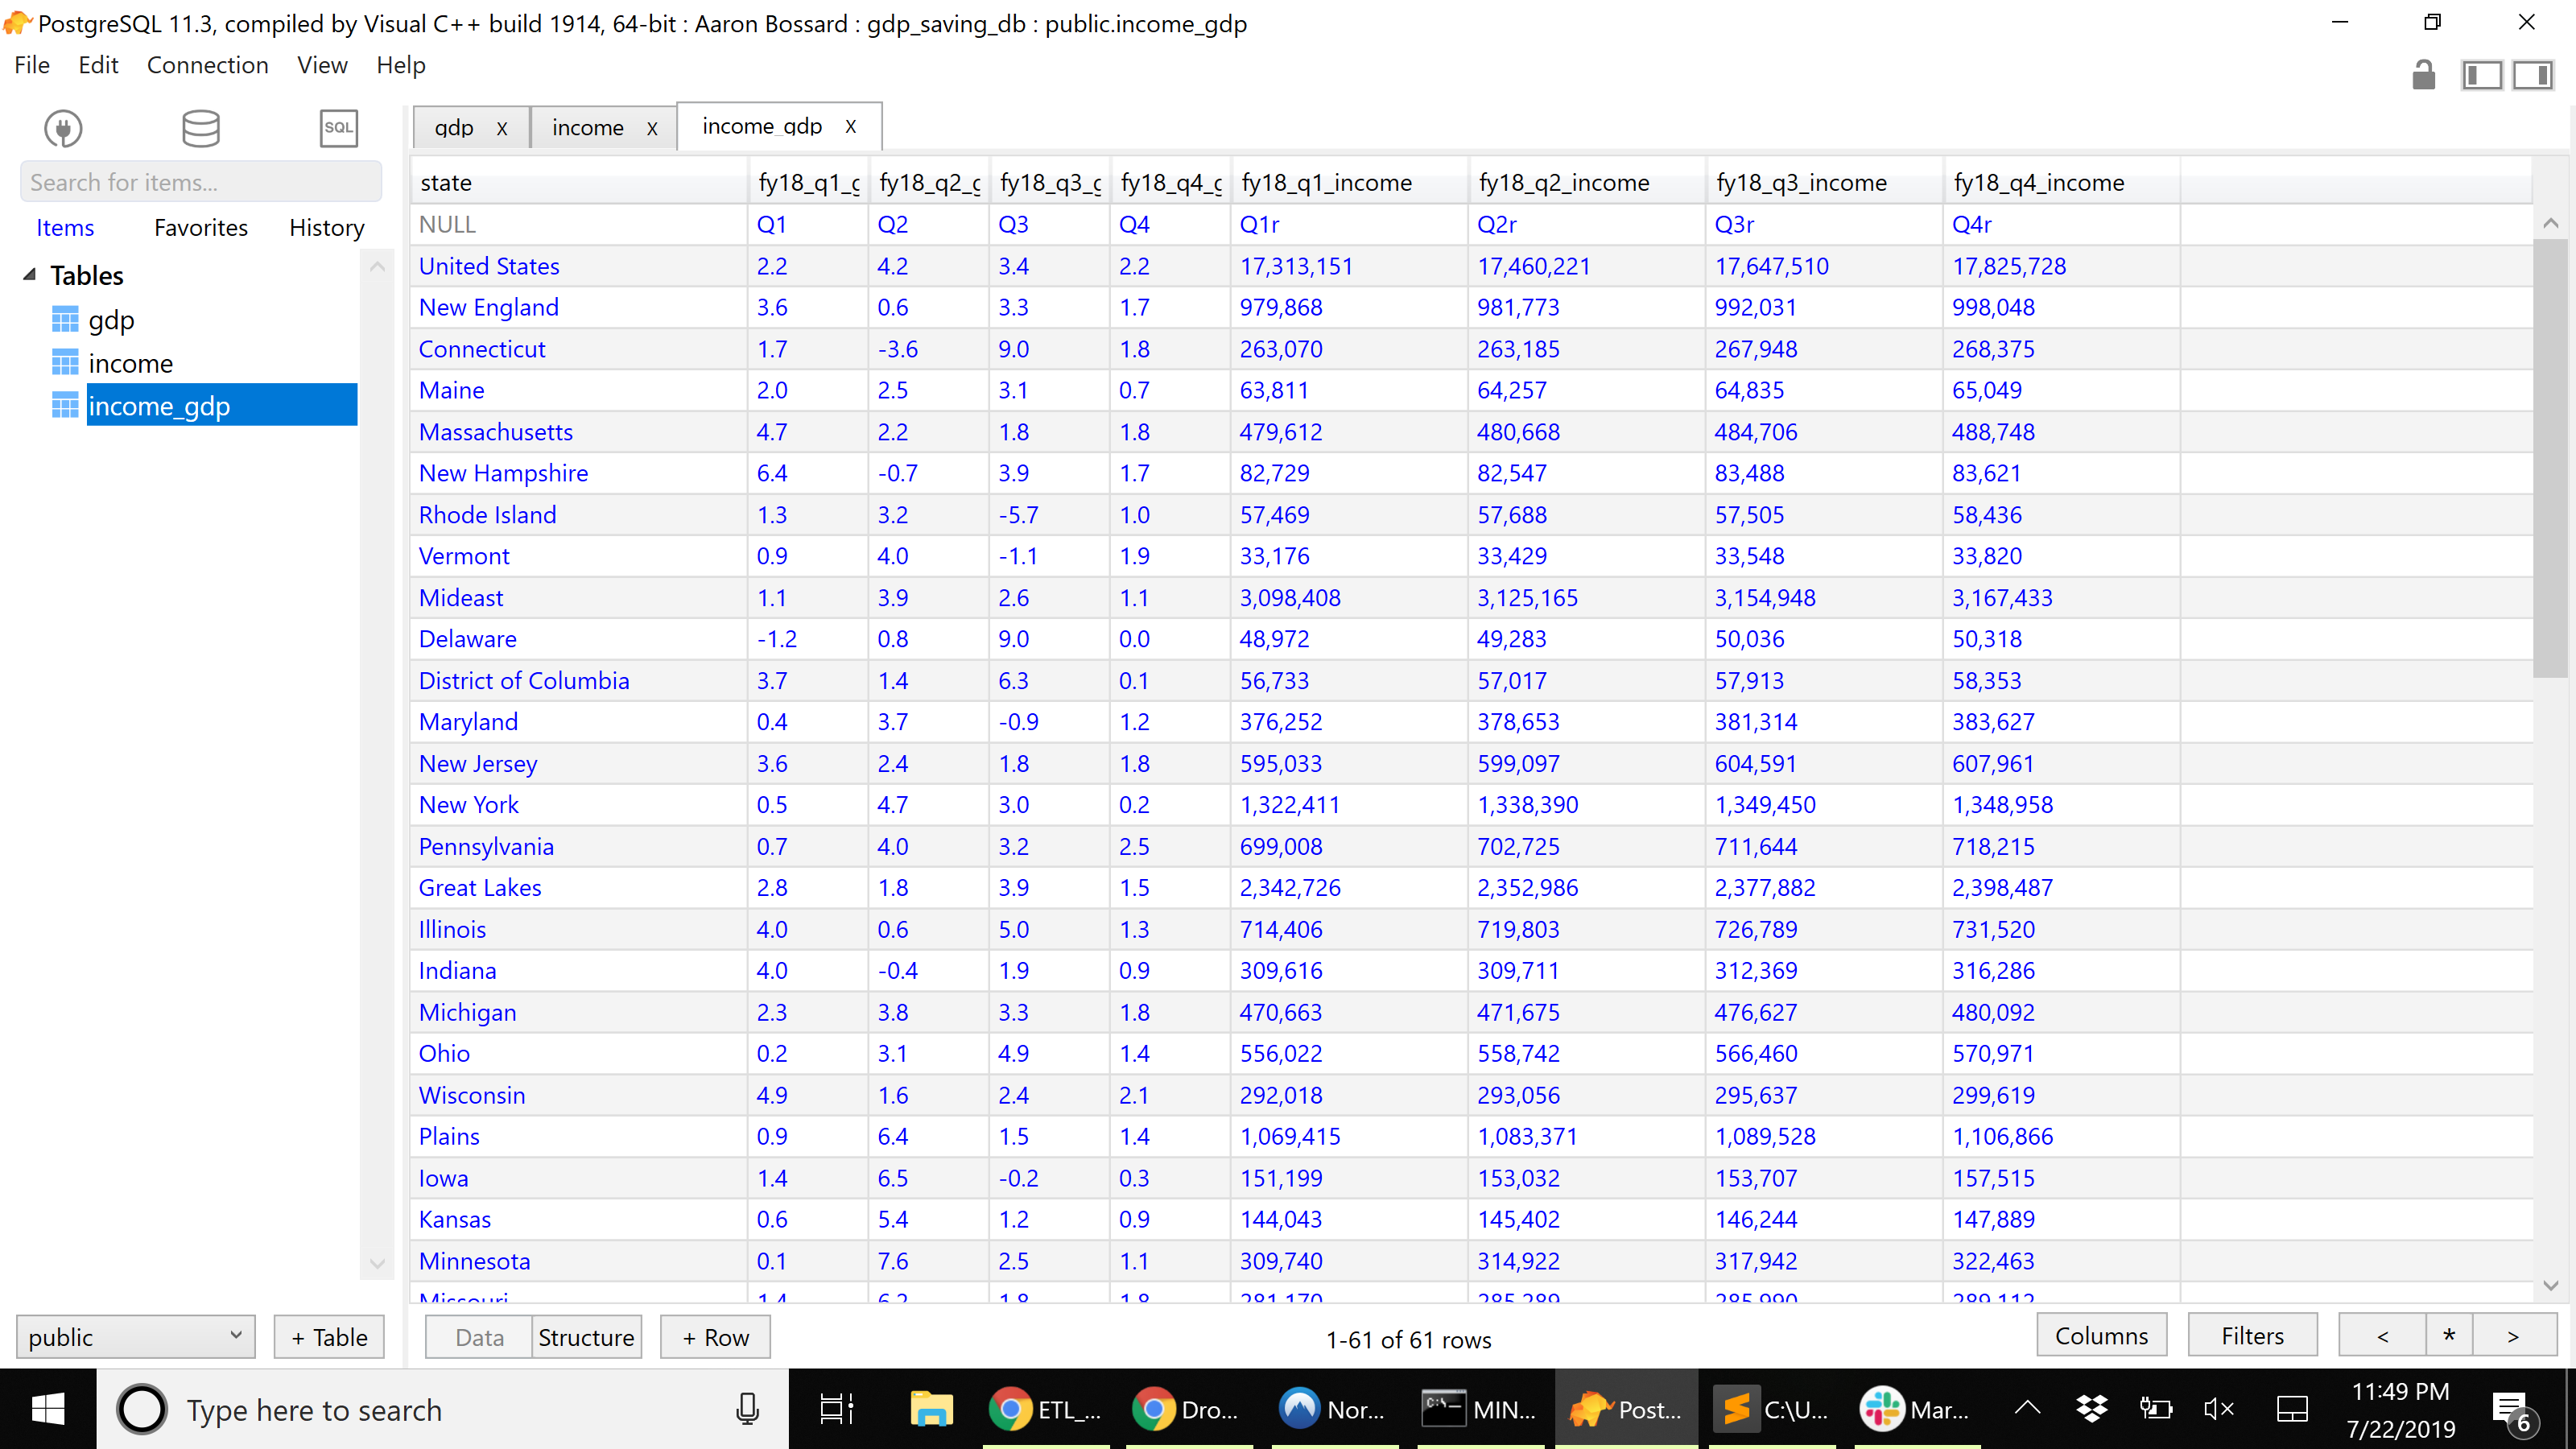 PostgreSQL 11.3, compiled by Visual C++ build 1914, 64-bit : Aaron Bossard : gdp_saving_db : public.income_gdp
File Edit Connection View Help
SQL
gdp x income x income_gdp x
Search for items...
Items Favorites History
Tables
gdp
income
income_gdp
state fy18_q1_g fy18_q2_g fy18_q3_g fy18_q4_g fy18_q1_income fy18_q2_income fy18_q3_income fy18_q4_income
NULL Q1 Q2 Q3 Q4 Q1r Q2r Q3r Q4r
United States 2.2 4.2 3.4 2.2 17,313,151 17,460,221 17,647,510 17,825,728
New England 3.6 0.6 3.3 1.7 979,868 981,773 992,031 998,048
Connecticut 1.7 -3.6 9.0 1.8 263,070 263,185 267,948 268,375
Maine 2.0 2.5 3.1 0.7 63,811 64,257 64,835 65,049
Massachusetts 4.7 2.2 1.8 1.8 479,612 480,668 484,706 488,748
New Hampshire 6.4 -0.7 3.9 1.7 82,729 82,547 83,488 83,621
Rhode Island 1.3 3.2 -5.7 1.0 57,469 57,688 57,505 58,436
Vermont 0.9 4.0 -1.1 1.9 33,176 33,429 33,548 33,820
Mideast 1.1 3.9 2.6 1.1 3,098,408 3,125,165 3,154,948 3,167,433
Delaware -1.2 0.8 9.0 0.0 48,972 49,283 50,036 50,318
District of Columbia 3.7 1.4 6.3 0.1 56,733 57,017 57,913 58,353
Maryland 0.4 3.7 -0.9 1.2 376,252 378,653 381,314 383,627
New Jersey 3.6 2.4 1.8 1.8 595,033 599,097 604,591 607,961
New York 0.5 4.7 3.0 0.2 1,322,411 1,338,390 1,349,450 1,348,958
Pennsylvania 0.7 4.0 3.2 2.5 699,008 702,725 711,644 718,215
Great Lakes 2.8 1.8 3.9 1.5 2,342,726 2,352,986 2,377,882 2,398,487
Illinois 4.0 0.6 5.0 1.3 714,406 719,803 726,789 731,520
Indiana 4.0 -0.4 1.9 0.9 309,616 309,711 312,369 316,286
Michigan 2.3 3.8 3.3 1.8 470,663 471,675 476,627 480,092
Ohio 0.2 3.1 4.9 1.4 556,022 558,742 566,460 570,971
Wisconsin 4.9 1.6 2.4 2.1 292,018 293,056 295,637 299,619
Plains 0.9 6.4 1.5 1.4 1,069,415 1,083,371 1,089,528 1,106,866
Iowa 1.4 6.5 -0.2 0.3 151,199 153,032 153,707 157,515
Kansas 0.6 5.4 1.2 0.9 144,043 145,402 146,244 147,889
Minnesota 0.1 7.6 2.5 1.1 309,740 314,922 317,942 322,463
Missouri 1.4 6.2 1.8 1.8 281,170 285,289 285,990 289,112
public + Table Data Structure + Row 1-61 of 61 rows Columns Filters < * >
Type here to search ETL_... Dro... Nor... MIN... Post... C:\U... Mar... 11:49 PM
7/22/2019 6